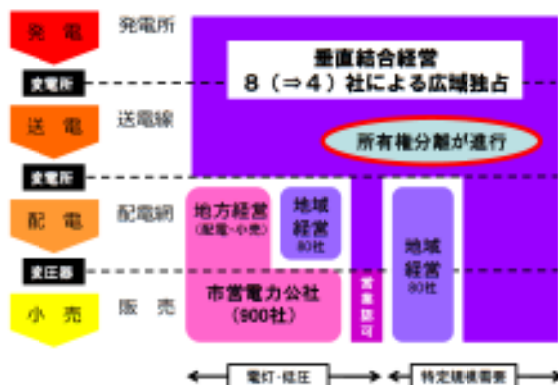 発電
発電所
垂直結合経営
8（⇒4）社による広域独占
変電所
送電
送電線
所有権分離が進行
変電所
配電
配電網
地方経営
(配電・小売)
地域
経営
80社
地域
経営
80社
変圧器
小売
販売
市営電力公社
(900社)
営業認可
電灯・低圧
特定規模需要